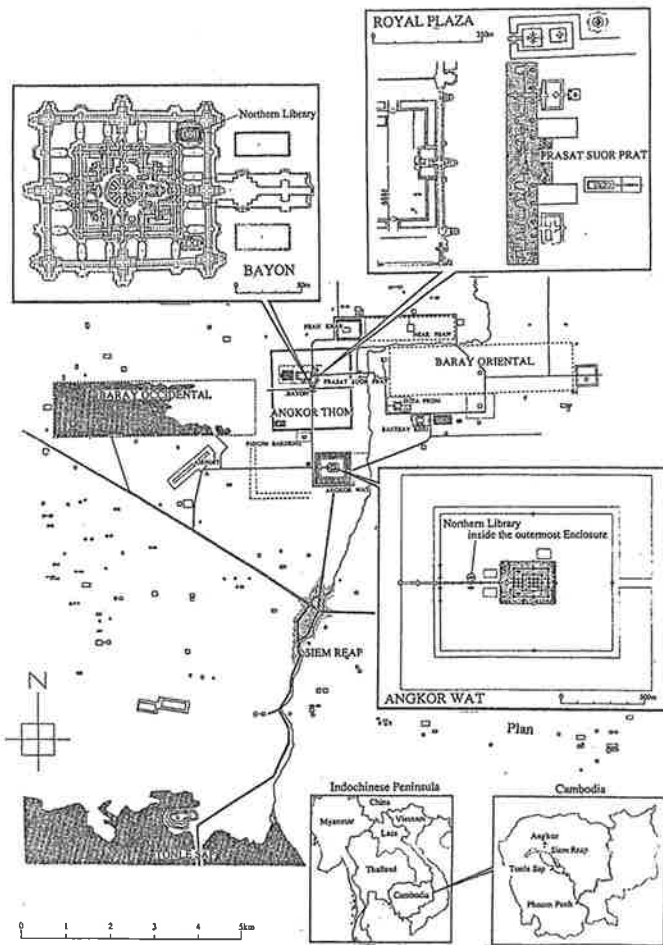 ROYAL PLAZA
Northern Library
PRASAT SUOR PRAT
BAYON
50m
PRAH KHAN
NEAK PEAN
BARAY ORIENTAL
PRASAT SUOR PRAT
BARAY OCCIDENTAL
BAYON
ANGKOR THOM
TA PROHM
BANTEAY
PHNOM BAKHENG
AIRPORT
ANGKOR WAT
Northern Library
inside the outermost Enclosure
SIEM REAP
500m
ANGKOR WAT
N
Plan
Indochinese Peninsula
Cambodia
China
Myanmar
Vietnam
Laos
Thailand
Cambodia
Angkor
Siem Reap
Tonle Sap
Phnom Penh
TONLE SAP
0 1 2 3 4 5km